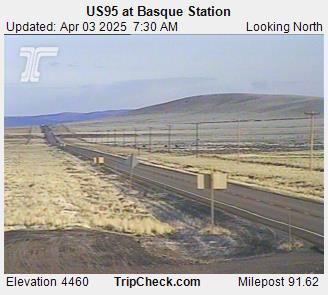 US95 at Basque Station
Updated: Apr 03 2025 7:30 AM Looking North
Elevation 4460 TripCheck.com Milepost 91.62